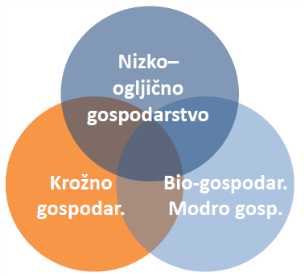 Nizko–
ogljično
gospodarstvo
Krožno
gospodar.
Bio-gospodar.
Modro gosp.